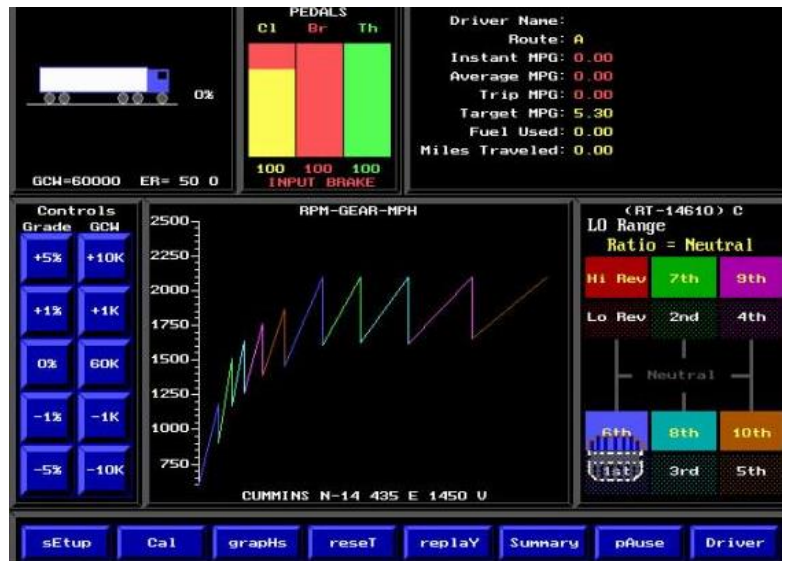 0%
GCW=60000 ER= 50 0
PEDALS
Cl Br Th
100 100 100
INPUT BRAKE
Driver Name:
Route: A
Instant MPG: 0.00
Average MPG: 0.00
Trip MPG: 0.00
Target MPG: 5.30
Fuel Used: 0.00
Miles Traveled: 0.00
Controls
Grade GCW
+5% +10K
+1% +1K
0% 60K
-1% -1K
-5% -10K
RPM-GEAR-MPH
2500
2250
2000
1750
1500
1250
1000
750
CUMMINS N-14 435 E 1450 U
(RT-14610) C
LO Range
Ratio = Neutral
Hi Rev 7th 9th
Lo Rev 2nd 4th
Neutral
6th 8th 10th
1st 3rd 5th
sEtup Cal grapHs reseT replaY Summary pAuse Driver